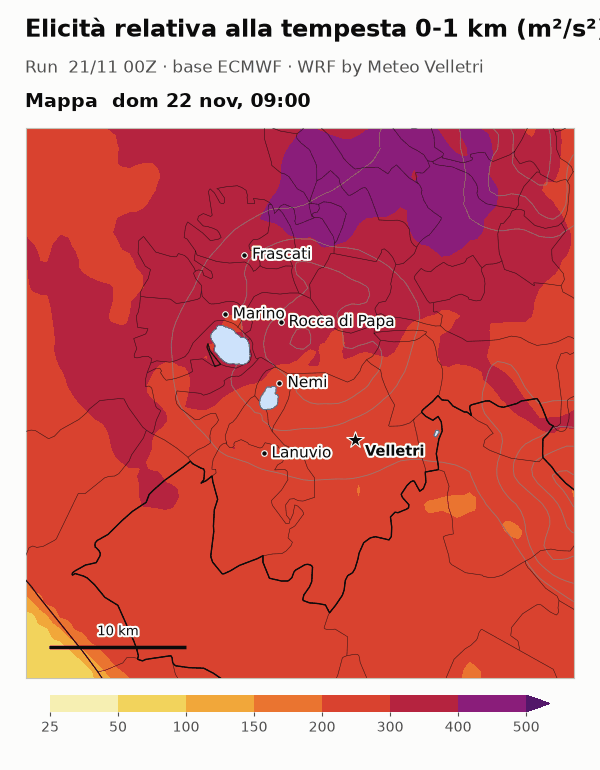 Elicità relativa alla tempesta 0-1 km (m²/s²)
Run 21/11 00Z · base ECMWF · WRF by Meteo Velletri
Mappa dom 22 nov, 09:00
Frascati
Marino
Rocca di Papa
Nemi
Lanuvio
Velletri
10 km
25 50 100 150 200 300 400 500